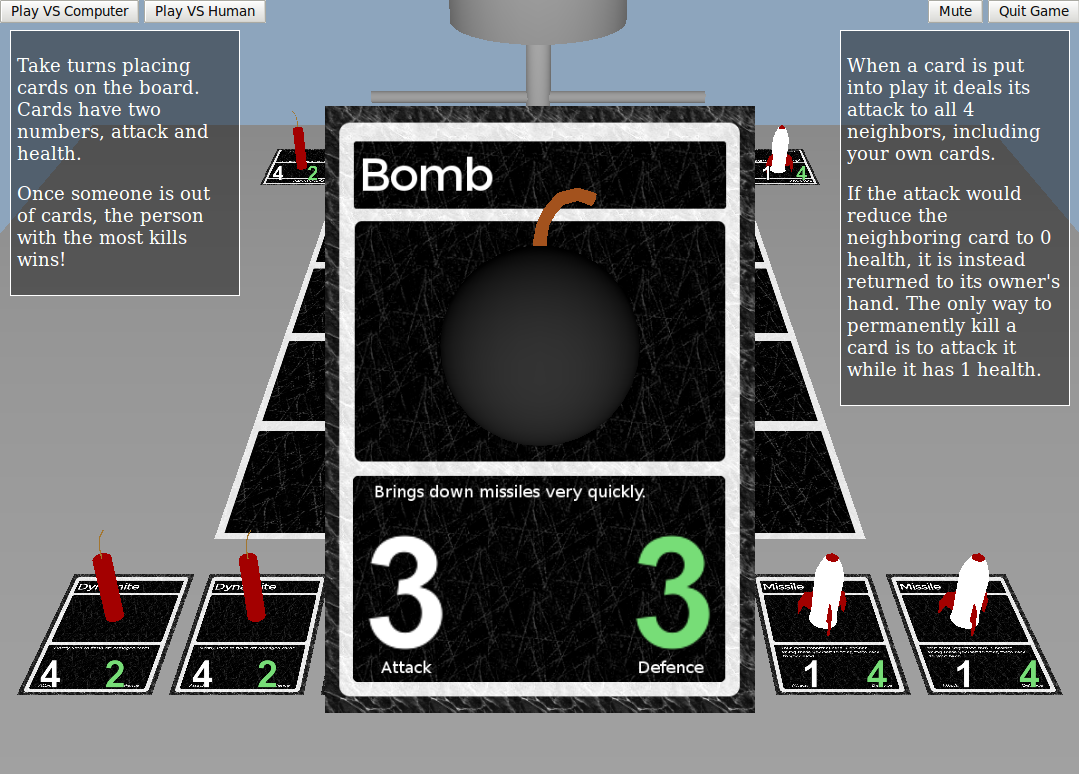 Play VS Computer
Play VS Human
Mute
Quit Game
Take turns placing
cards on the board.
Cards have two
numbers, attack and
health.
Once someone is out
of cards, the person
with the most kills
wins!
When a card is put
into play it deals its
attack to all 4
neighbors, including
your own cards.
If the attack would
reduce the
neighboring card to 0
health, it is instead
returned to its owner's
hand. The only way to
permanently kill a
card is to attack it
while it has 1 health.
4 2
1 4
Bomb
Brings down missiles very quickly.
3 3
Attack Defence
Missile
Missile
4 2
4 2
1 4
1 4